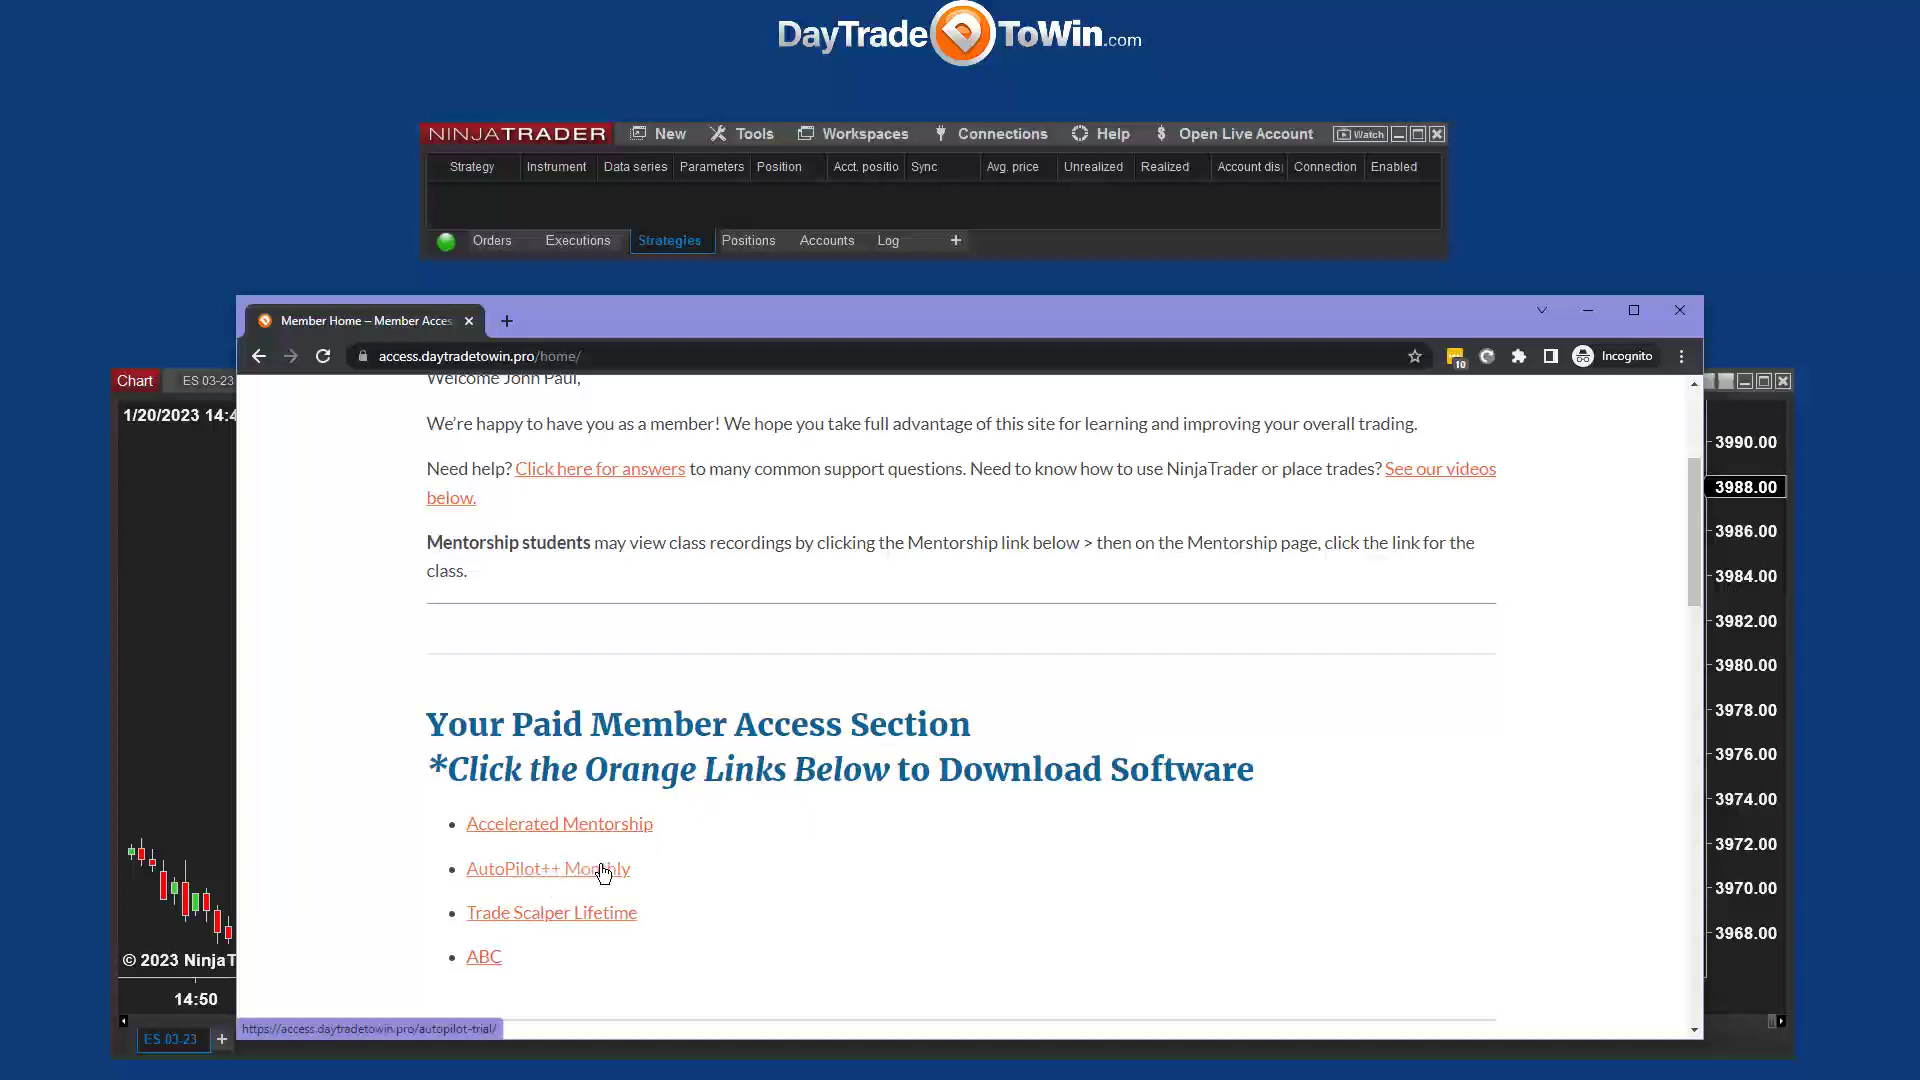 DayTradeToWin.com
NINJATRADER New Tools Workspaces Connections Help $ Open Live Account Watch
Strategy Instrument Data series Parameters Position Acct. positio Sync Avg. price Unrealized Realized Account dis Connection Enabled
Orders Executions Strategies Positions Accounts Log +
Member Home – Member Acces
access.daytradetowin.pro/home/
10
Incognito
Chart ES 03-23
1/20/2023 14:4
Welcome John Paul,
We're happy to have you as a member! We hope you take full advantage of this site for learning and improving your overall trading.
Need help? Click here for answers to many common support questions. Need to know how to use NinjaTrader or place trades? See our videos
below.
Mentorship students may view class recordings by clicking the Mentorship link below > then on the Mentorship page, click the link for the
class.
Your Paid Member Access Section
*Click the Orange Links Below to Download Software
• Accelerated Mentorship
• AutoPilot++ Monthly
• Trade Scalper Lifetime
• ABC
https://access.daytradetowin.pro/autopilot-trial/
3990.00
3988.00
3986.00
3984.00
3982.00
3980.00
3978.00
3976.00
3974.00
3972.00
3970.00
3968.00
© 2023 NinjaT
14:50
ES 03-23 +